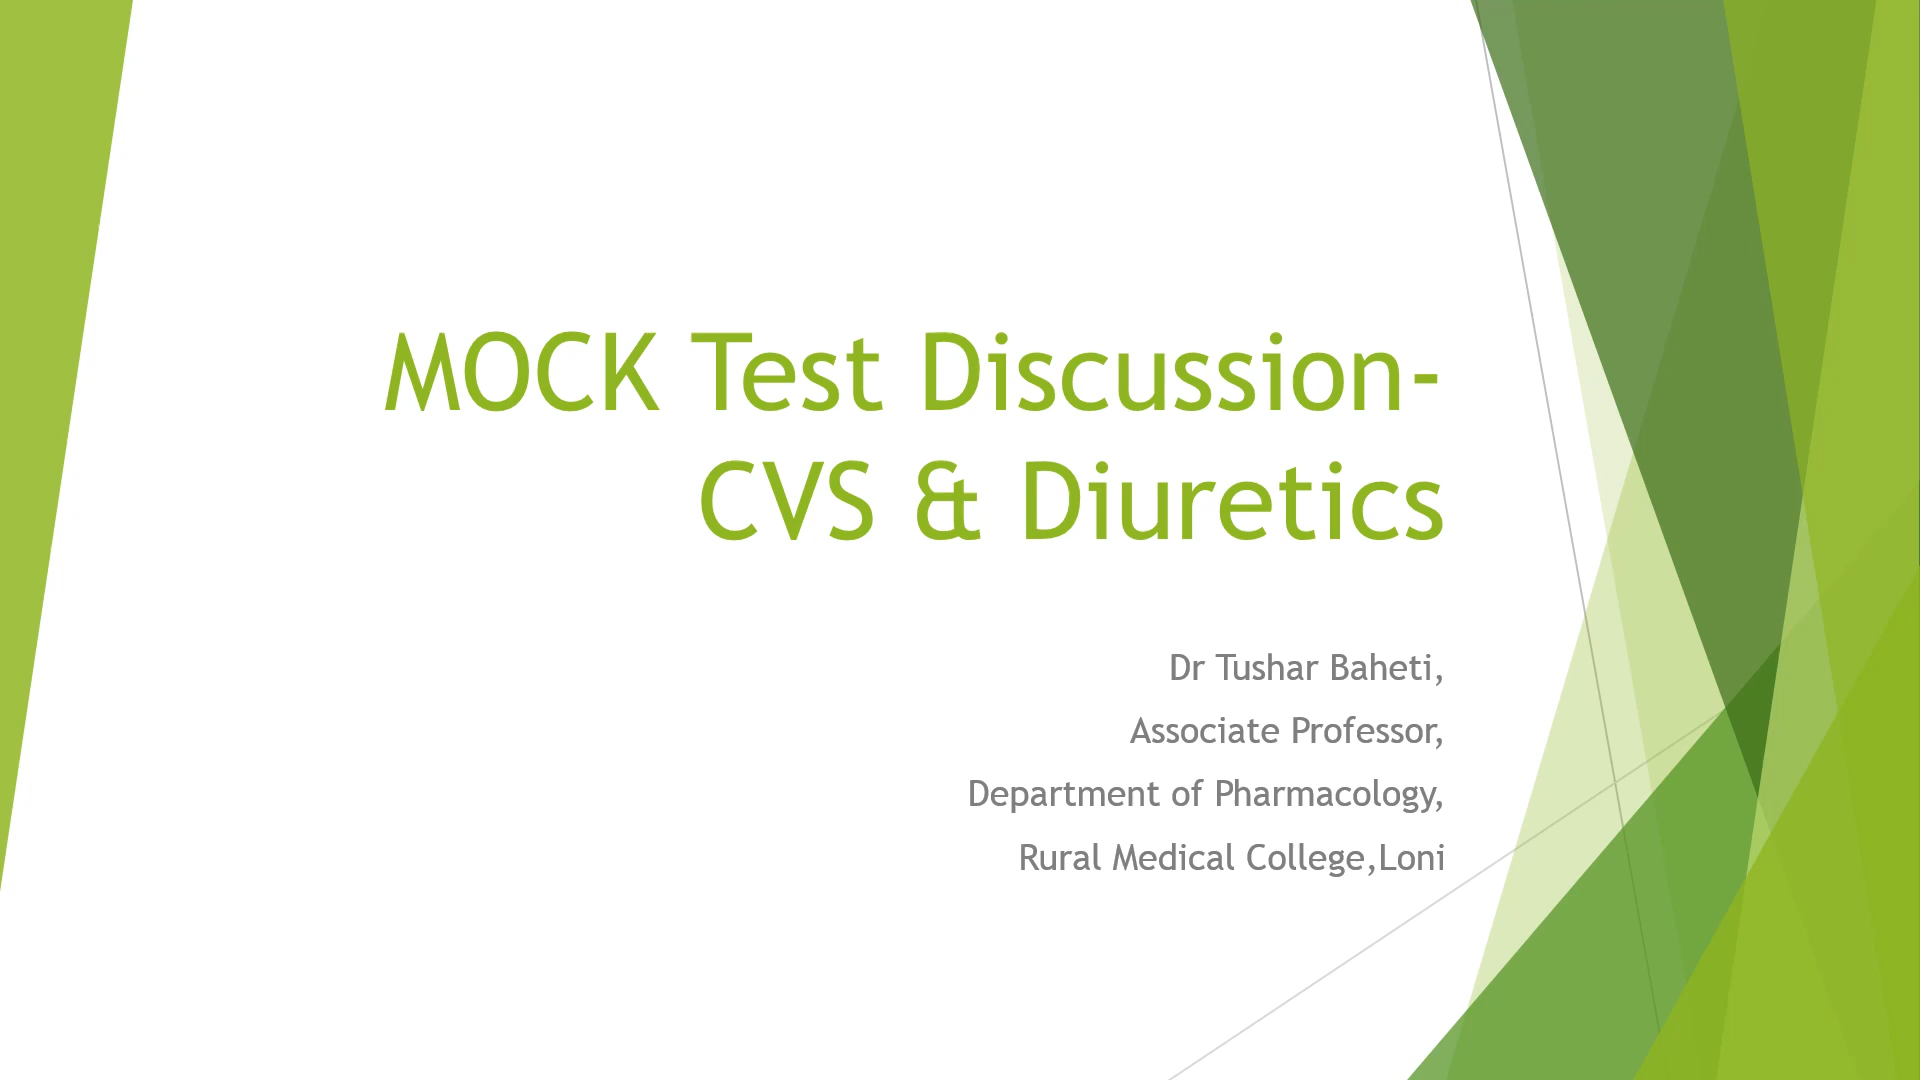 MOCK Test Discussion-
CVS & Diuretics
Dr Tushar Baheti,
Associate Professor,
Department of Pharmacology,
Rural Medical College,Loni